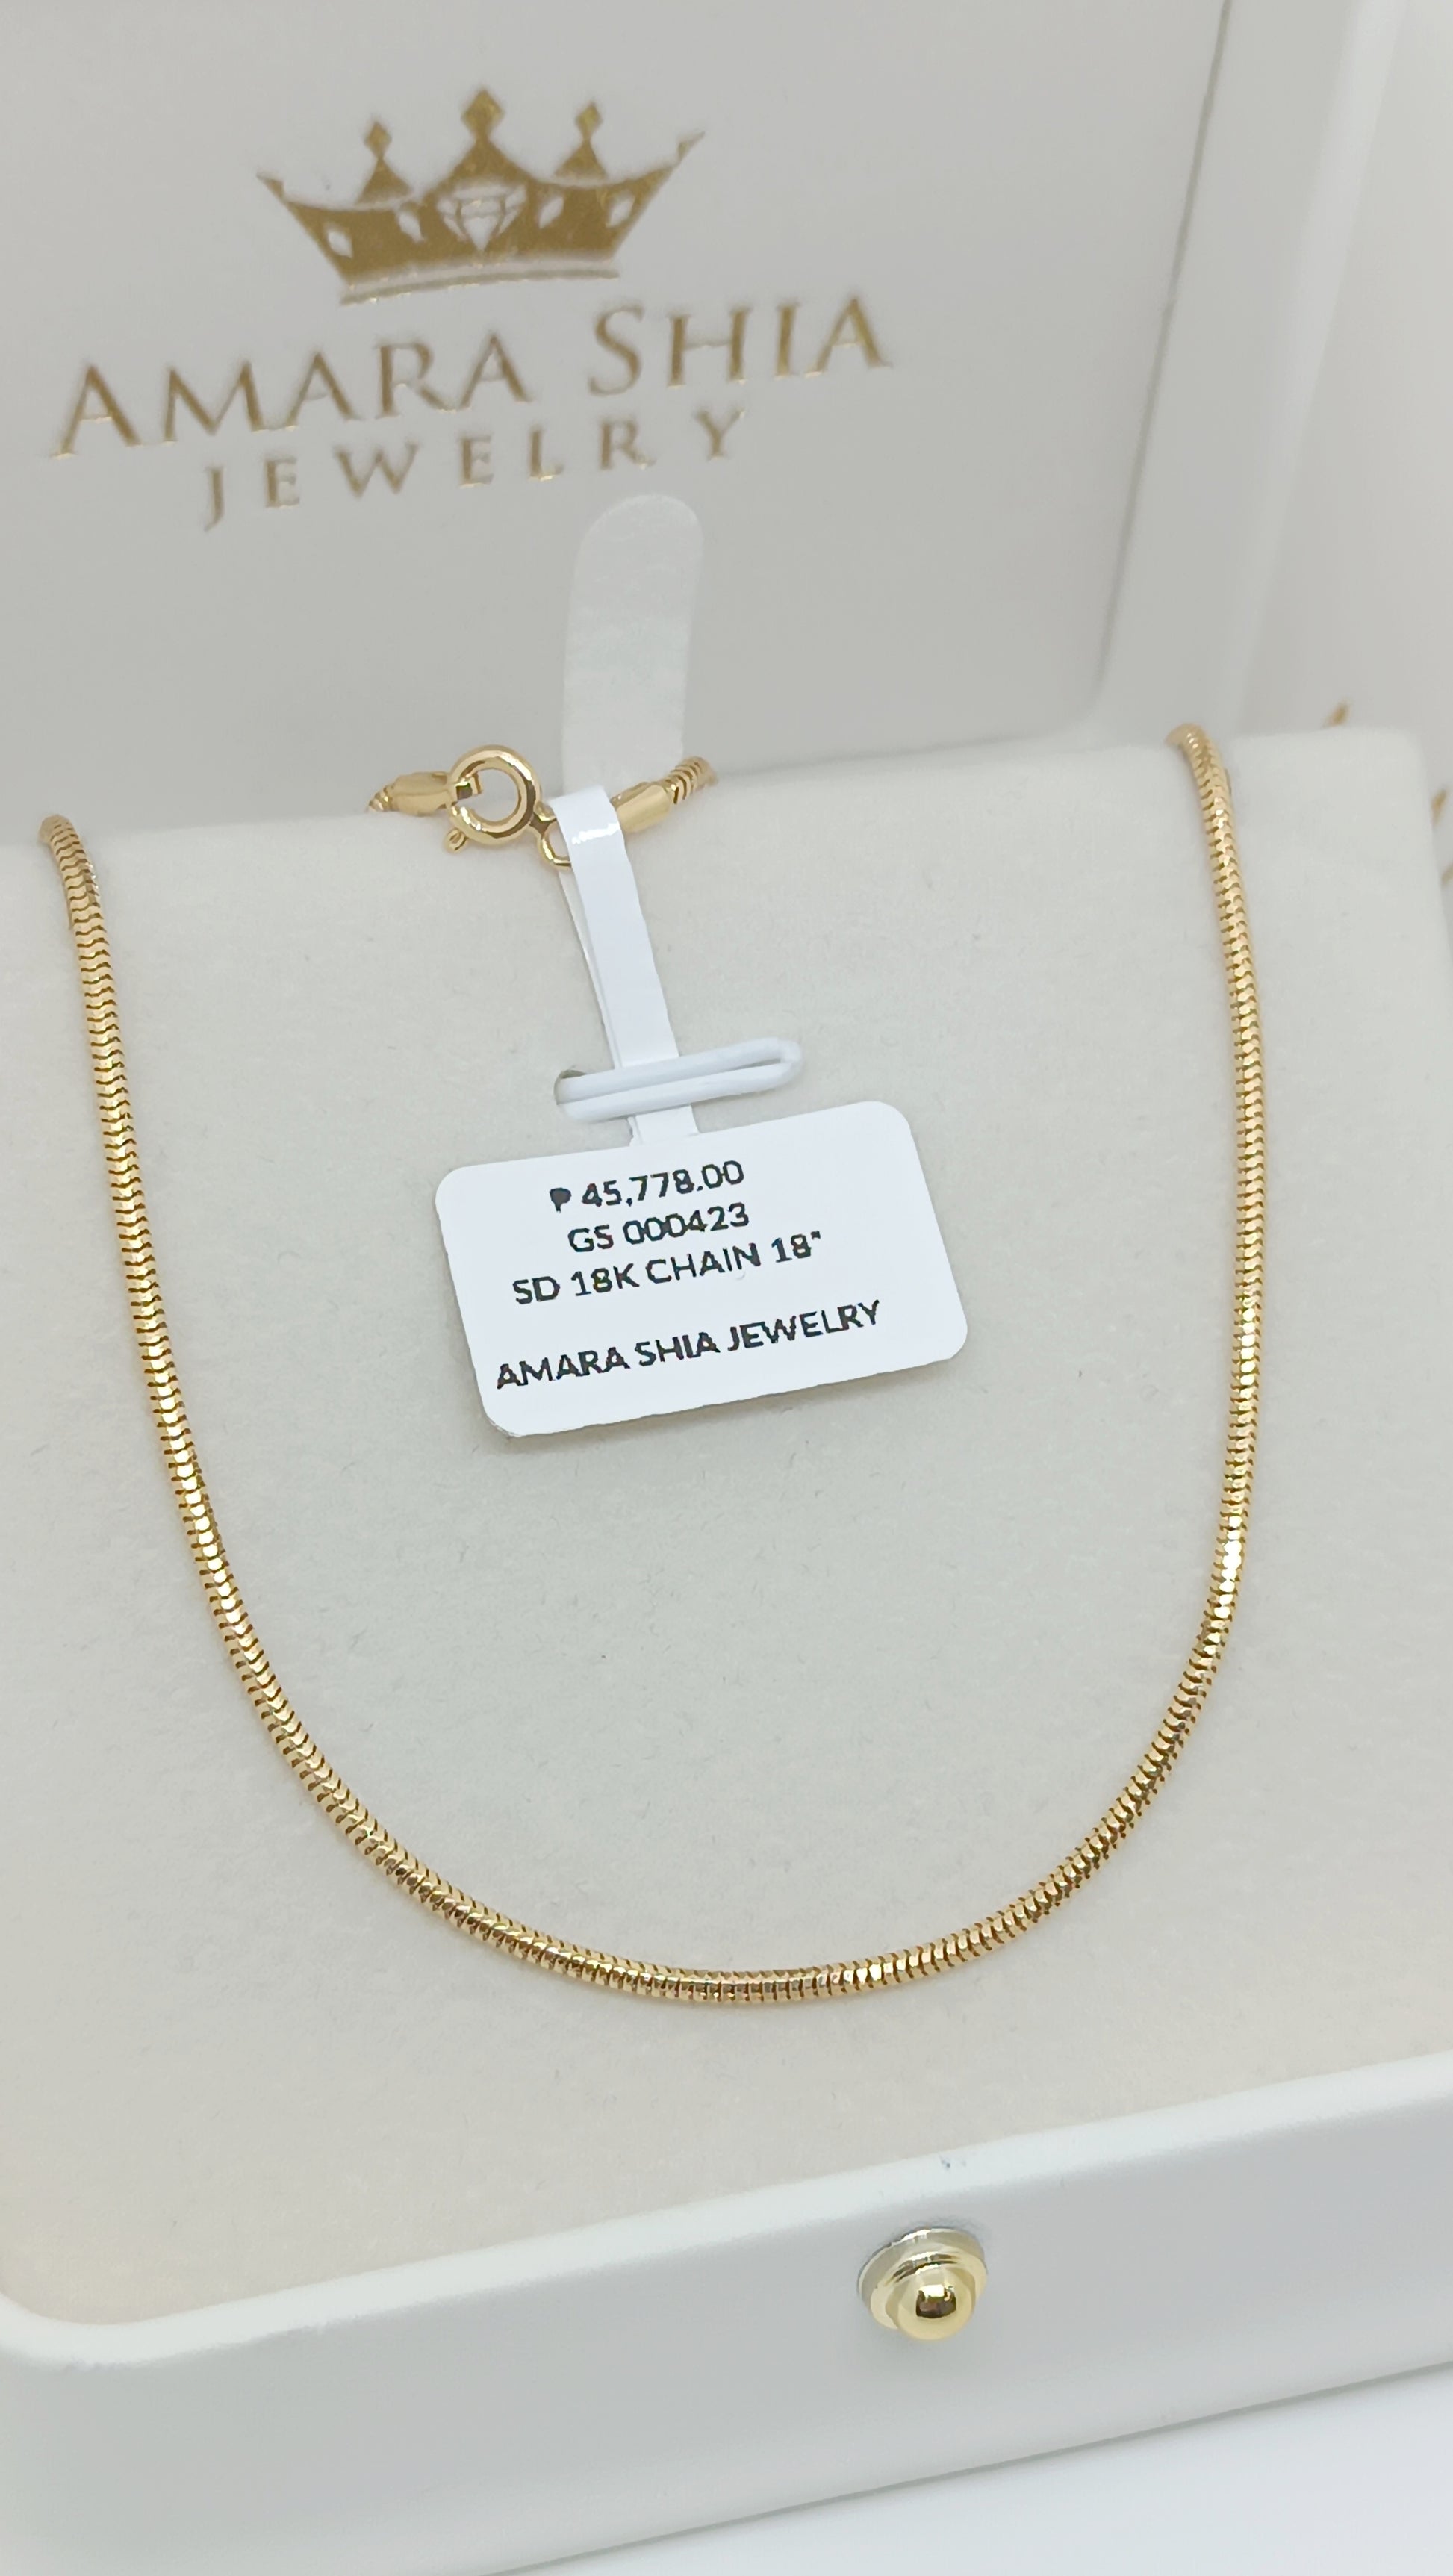 AMARA SHIA
JEWELRY
₱ 45,778.00
GS 000423
SD 18K CHAIN 18"
AMARA SHIA JEWELRY